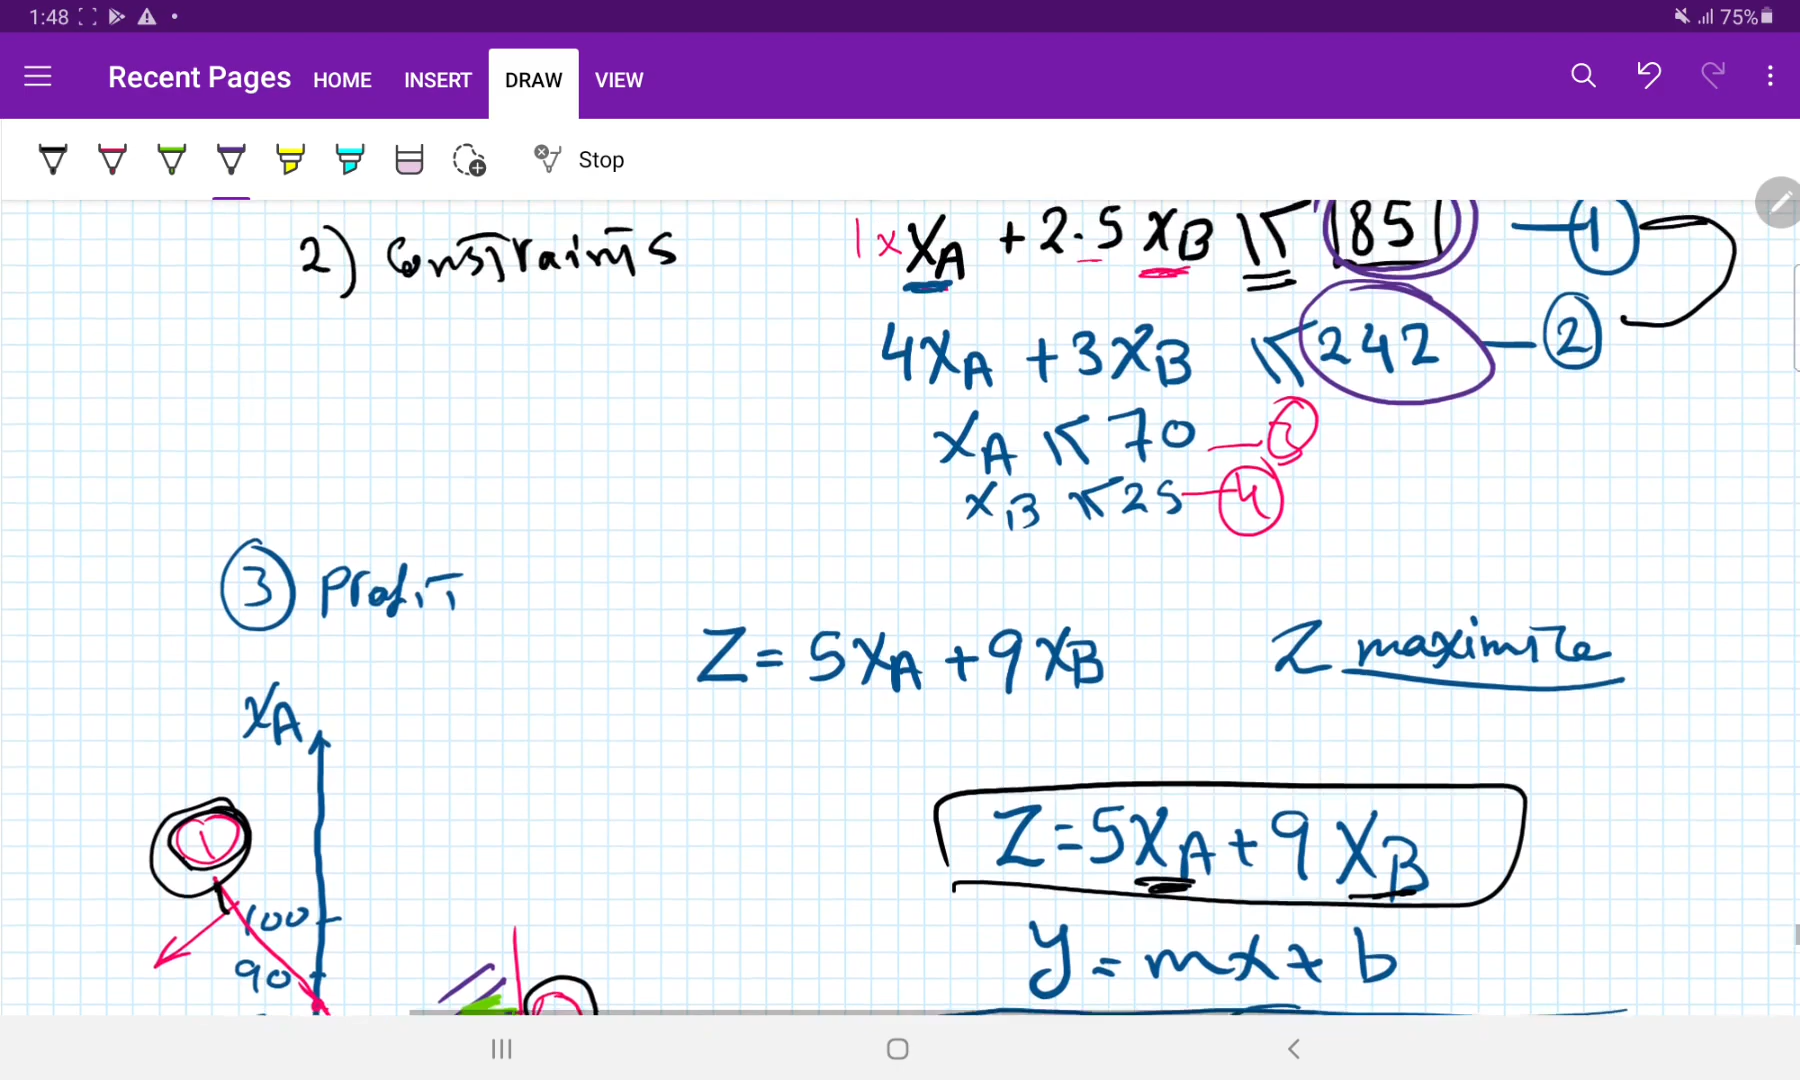 1:48 75%
Recent Pages HOME INSERT DRAW VIEW
Stop
2) Constraints
1x XA + 2.5 XB ≤ 1851 — 1
4XA + 3XB ≤ 242 — 2
XA ≤ 70 — 3
XB ≤ 25 — 4
3 Profit
Z = 5XA + 9XB Z maximize
XA
Z = 5XA + 9XB
1
100
y = mx + b
90